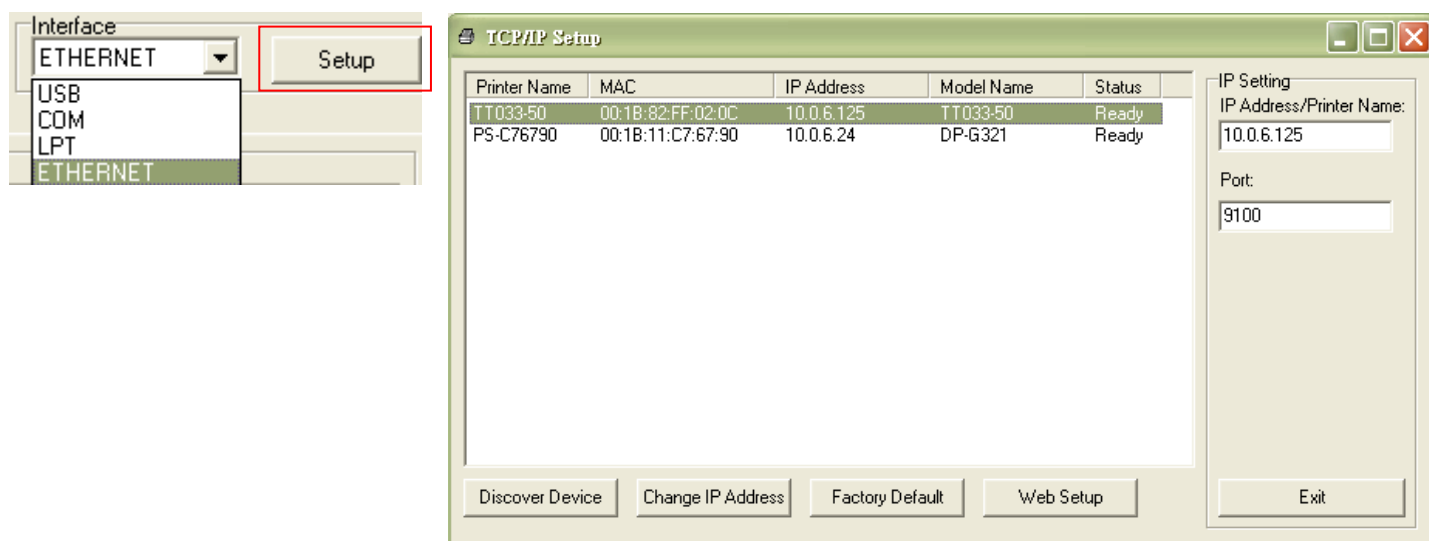 Interface
ETHERNET
Setup
USB
COM
LPT
ETHERNET
TCP/IP Setup
Printer Name MAC IP Address Model Name Status
TT033-50 00:1B:82:FF:02:0C 10.0.6.125 TT033-50 Ready
PS-C76790 00:1B:11:C7:67:90 10.0.6.24 DP-G321 Ready
IP Setting
IP Address/Printer Name:
10.0.6.125
Port:
9100
Discover Device
Change IP Address
Factory Default
Web Setup
Exit